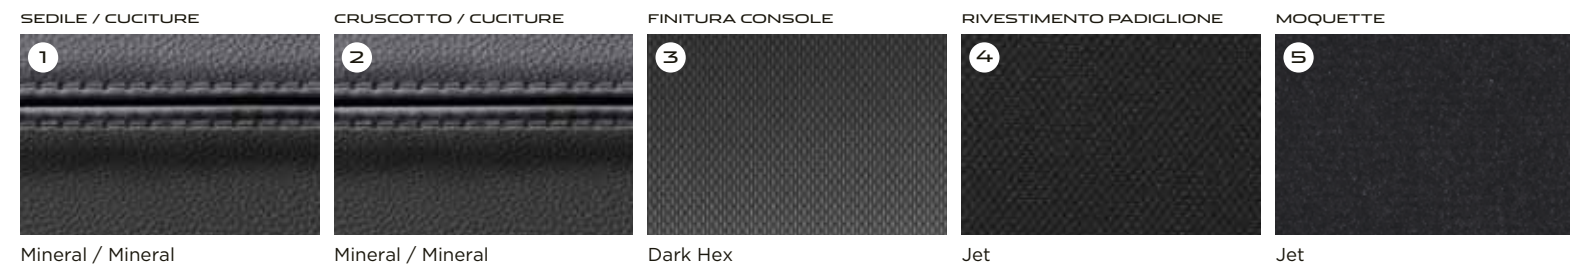 SEDILE / CUCITURE
CRUSCOTTO / CUCITURE
FINITURA CONSOLE
RIVESTIMENTO PADIGLIONE
MOQUETTE
1
2
3
4
5
Mineral / Mineral
Mineral / Mineral
Dark Hex
Jet
Jet